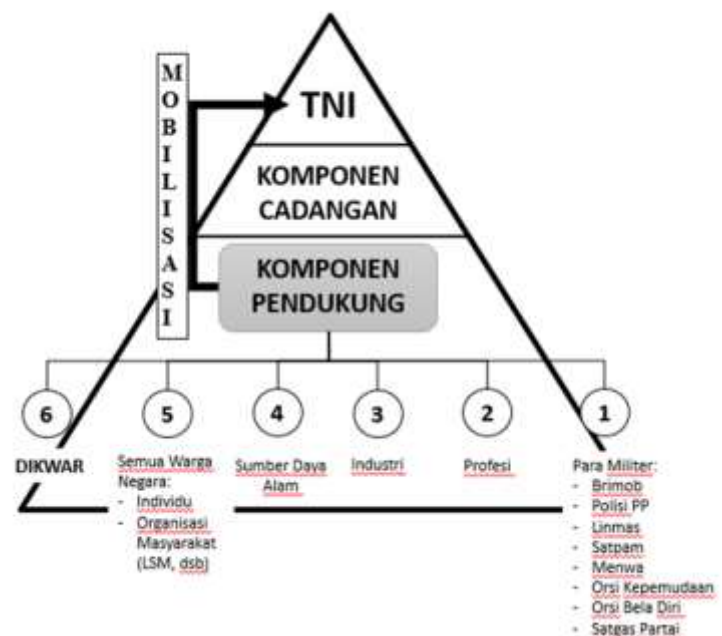 MOBILISASI
TNI
KOMPONEN
CADANGAN
KOMPONEN
PENDUKUNG
6
5
4
3
2
1
DIKWAR
Semua Warga
Negara:
- Individu
- Organisasi
Masyarakat
(LSM, dsb)
Sumber Daya
Alam
Industri
Profesi
Para Militer:
- Brimob
- Polisi PP
- Linmas
- Satpam
- Menwa
- Orsi Kepemudaan
- Orsi Bela Diri
- Satgas Partai